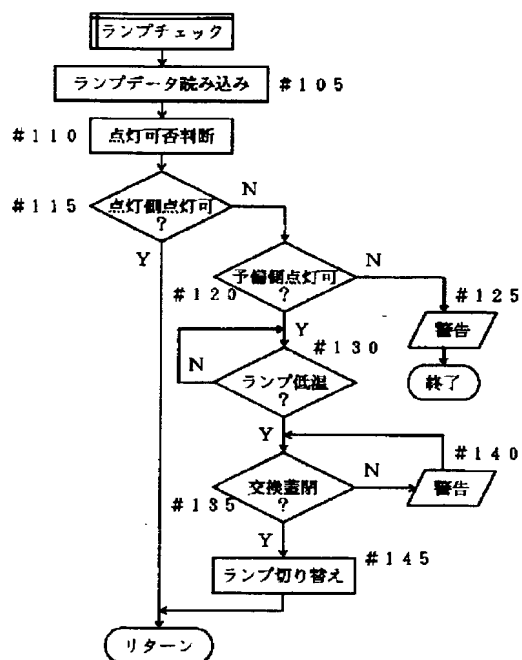 ランプチェック
ランプデータ読み込み #105
#110 点灯可否判断
#115 点灯側点灯可
?
N
Y
予備側点灯可
?
N
#120
Y
#125
警告
終了
#130
N
ランプ低温
?
Y
#140
交換蓋閉
?
N
警告
#135
Y
#145
ランプ切り替え
リターン